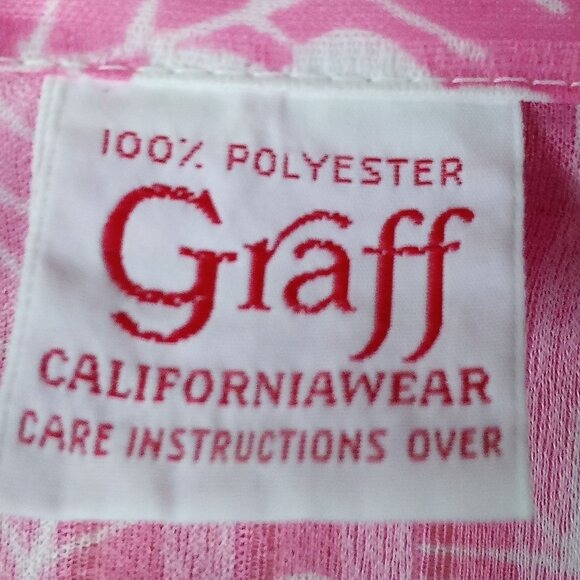 100% POLYESTER
Graff
CALIFORNIAWEAR
CARE INSTRUCTIONS OVER